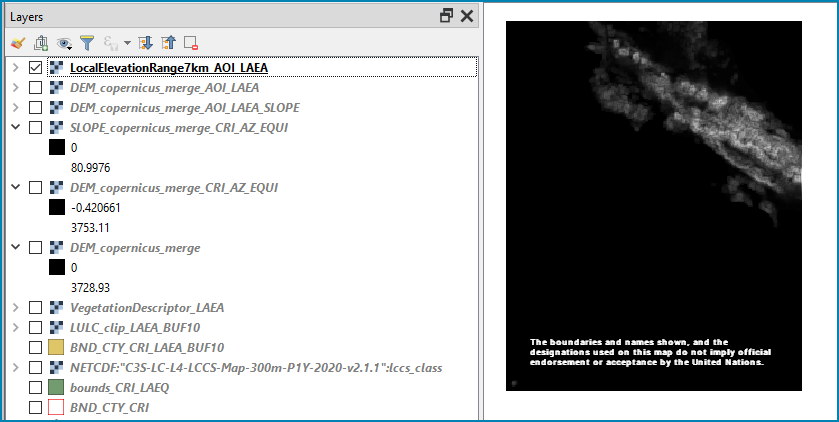 Layers
LocalElevationRange7km_AOI_LAEA
DEM_copernicus_merge_AOI_LAEA
DEM_copernicus_merge_AOI_LAEA_SLOPE
SLOPE_copernicus_merge_CRI_AZ_EQUI
0
80.9976
DEM_copernicus_merge_CRI_AZ_EQUI
-0.420661
3753.11
DEM_copernicus_merge
0
3728.93
VegetationDescriptor_LAEA
LULC_clip_LAEA_BUF10
BND_CTY_CRI_LAEA_BUF10
NETCDF:"C3S-LC-L4-LCCS-Map-300m-P1Y-2020-v2.1.1":lccs_class
bounds_CRI_LAEQ
BND_CTY_CRI
The boundaries and names shown, and the
designations used on this map do not imply official
endorsement or acceptance by the United Nations.